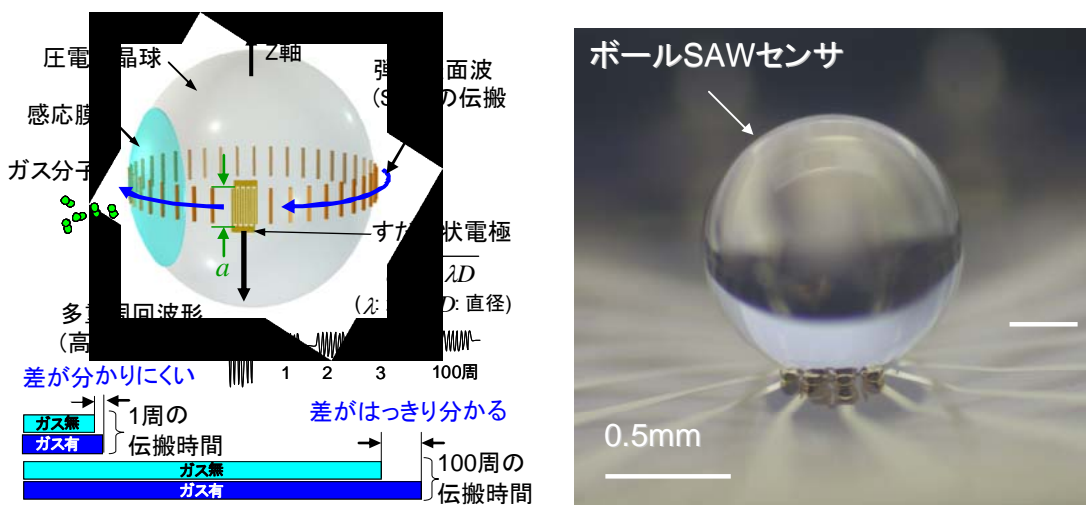 圧電
晶球
Z軸
感応膜
ガス分子
弾
面波
(S
の伝搬
a
すだ
状電極
λD
(λ:
D: 直径)
多
周回波形
(高
1 2 3 100周
差が分かりにくい
ガス無
ガス有
1周の
伝搬時間
差がはっきり分かる
ガス無
ガス有
100周の
伝搬時間
ボールSAWセンサ
0.5mm